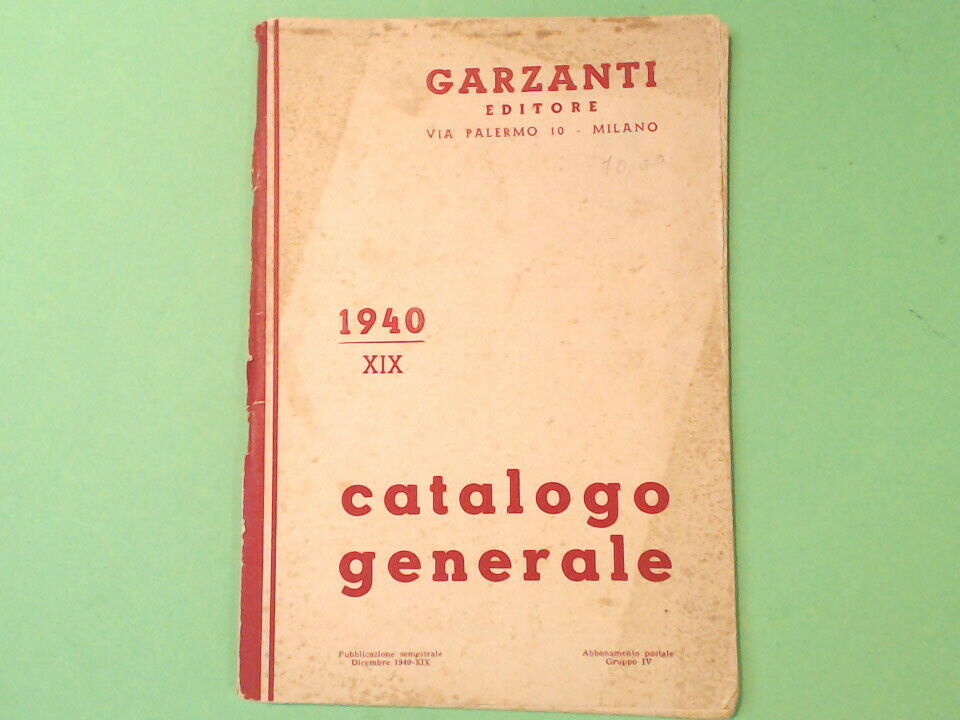 GARZANTI
EDITORE
VIA PALERMO 10 - MILANO
10,00
1940
XIX
catalogo
generale
Pubblicazione semestrale
Dicembre 1940-XIX
Abbonamento postale
Gruppo IV